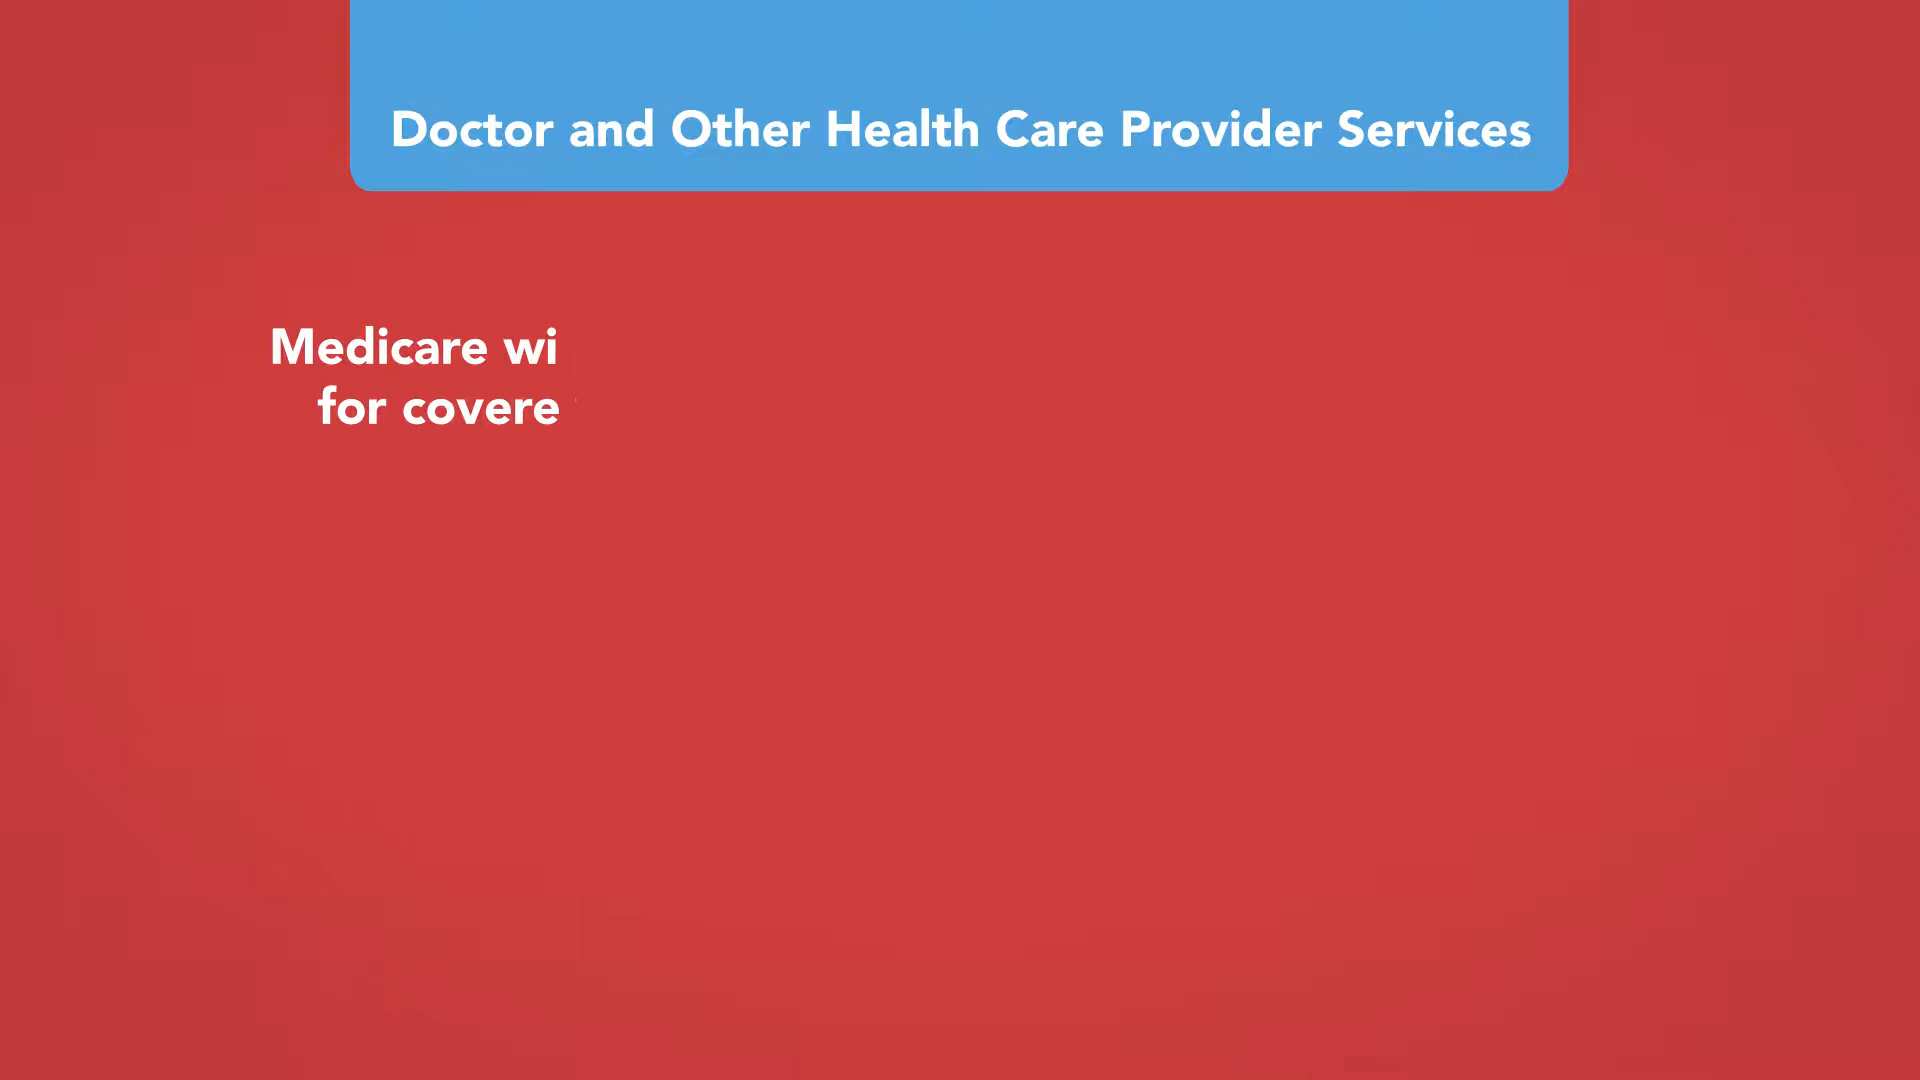 Doctor and Other Health Care Provider Services
Medicare wi
for covere